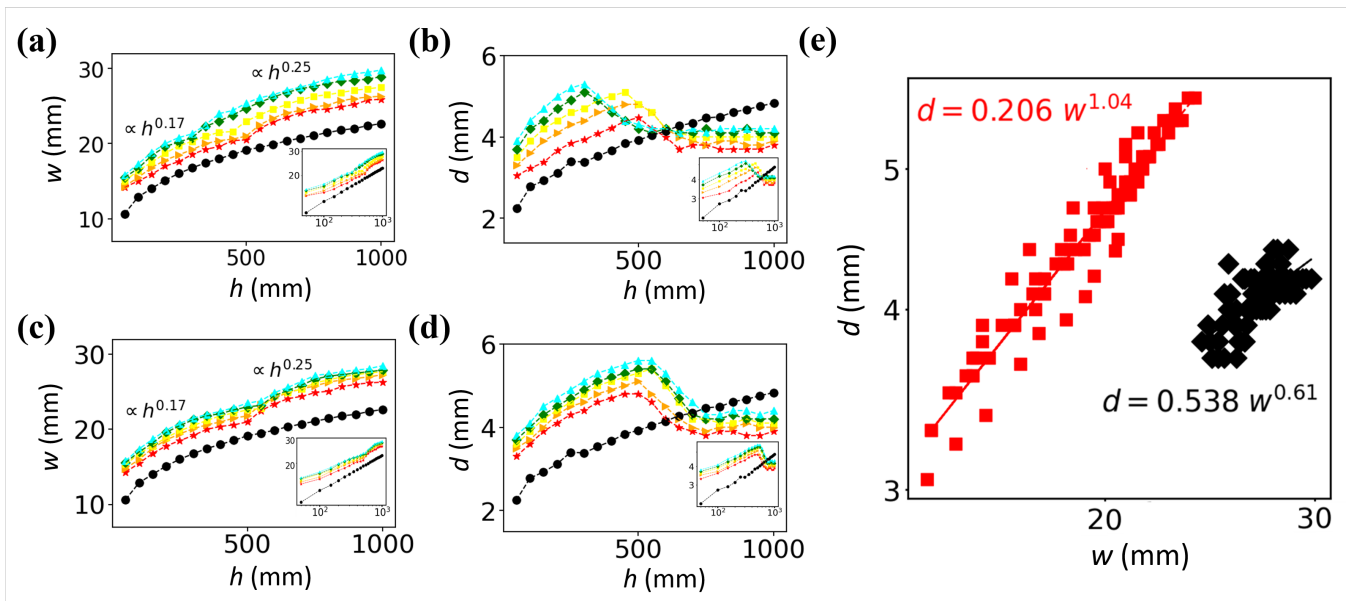 (a)
w (mm)
30
20
10
∝ h^0.25
∝ h^0.17
30
20
10^2
10^3
500
1000
h (mm)
(b)
d (mm)
6
4
2
4
3
10^2
10^3
500
1000
h (mm)
(c)
w (mm)
30
20
10
∝ h^0.25
∝ h^0.17
30
20
10^2
10^3
500
1000
h (mm)
(d)
d (mm)
6
4
2
4
3
10^2
10^3
500
1000
h (mm)
(e)
d = 0.206 w^1.04
d (mm)
5
4
3
d = 0.538 w^0.61
20
30
w (mm)